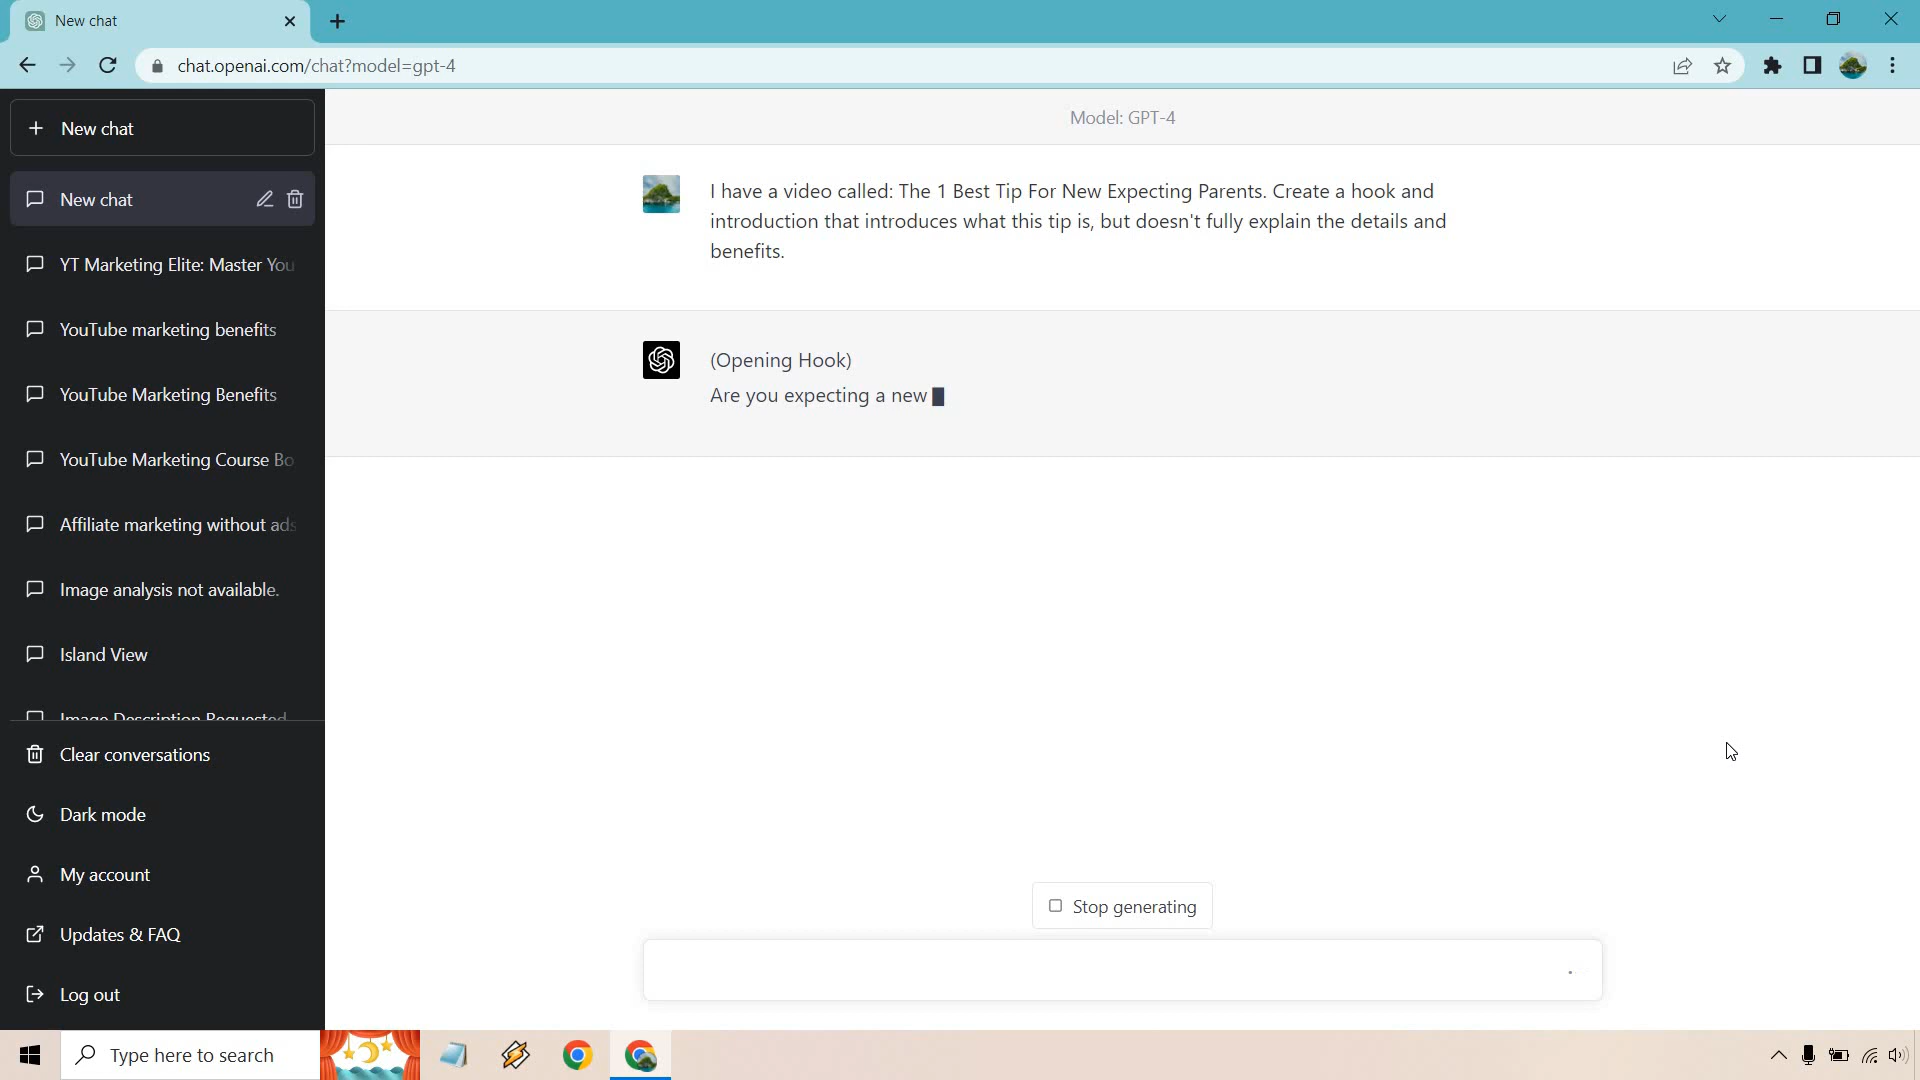 New chat
chat.openai.com/chat?model=gpt-4
New chat
New chat
YT Marketing Elite: Master You
YouTube marketing benefits
YouTube Marketing Benefits
YouTube Marketing Course Bo
Affiliate marketing without ads
Image analysis not available.
Island View
Image Description Requested
Clear conversations
Dark mode
My account
Updates & FAQ
Log out
Model: GPT-4
I have a video called: The 1 Best Tip For New Expecting Parents. Create a hook and
introduction that introduces what this tip is, but doesn't fully explain the details and
benefits.
(Opening Hook)
Are you expecting a new
Stop generating
Type here to search